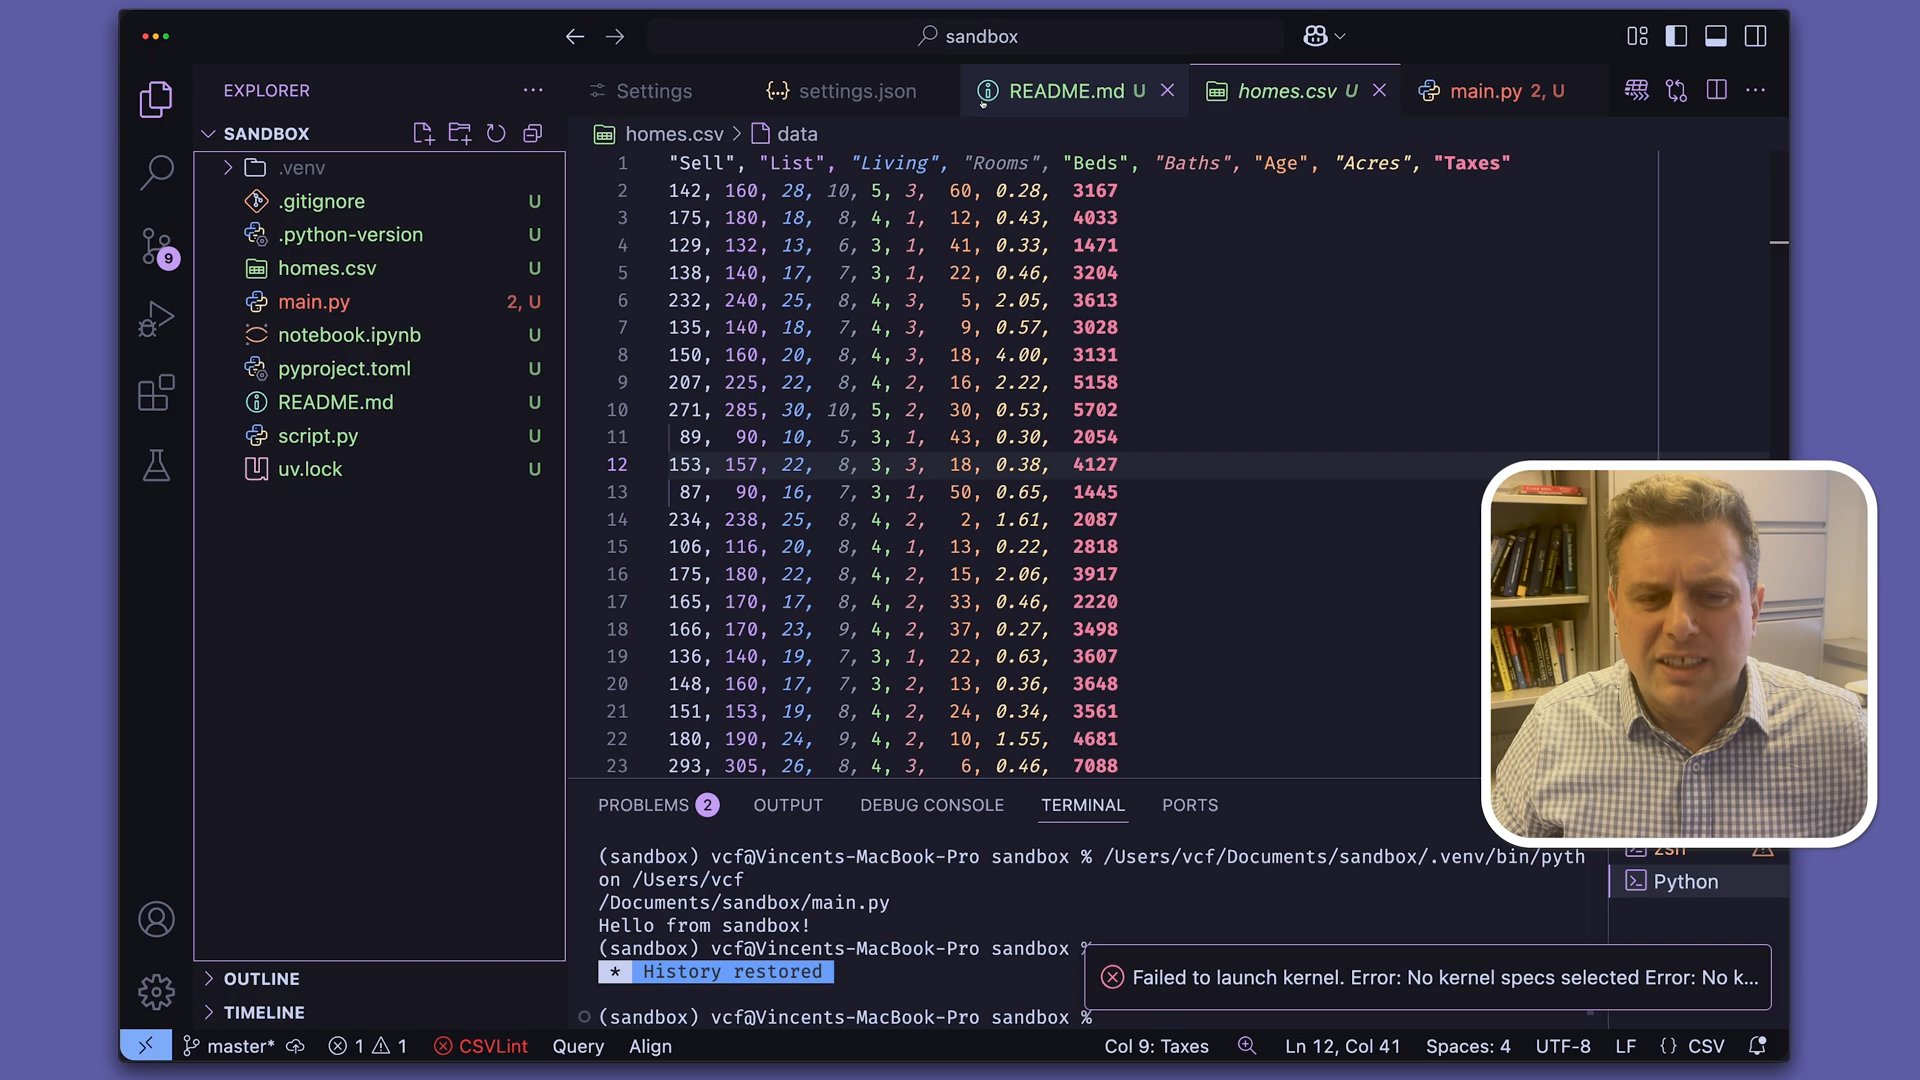 sandbox
EXPLORER
Settings
settings.json
README.md U
homes.csv U
main.py 2, U
SANDBOX
homes.csv > data
.venv
.gitignore U
.python-version U
homes.csv U
main.py 2, U
notebook.ipynb U
pyproject.toml U
README.md U
script.py U
uv.lock U
9
1 "Sell", "List", "Living", "Rooms", "Beds", "Baths", "Age", "Acres", "Taxes"
2 142, 160, 28, 10, 5, 3, 60, 0.28, 3167
3 175, 180, 18, 8, 4, 1, 12, 0.43, 4033
4 129, 132, 13, 6, 3, 1, 41, 0.33, 1471
5 138, 140, 17, 7, 3, 1, 22, 0.46, 3204
6 232, 240, 25, 8, 4, 3, 5, 2.05, 3613
7 135, 140, 18, 7, 4, 3, 9, 0.57, 3028
8 150, 160, 20, 8, 4, 3, 18, 4.00, 3131
9 207, 225, 22, 8, 4, 2, 16, 2.22, 5158
10 271, 285, 30, 10, 5, 2, 30, 0.53, 5702
11 89, 90, 10, 5, 3, 1, 43, 0.30, 2054
12 153, 157, 22, 8, 3, 3, 18, 0.38, 4127
13 87, 90, 16, 7, 3, 1, 50, 0.65, 1445
14 234, 238, 25, 8, 4, 2, 2, 1.61, 2087
15 106, 116, 20, 8, 4, 1, 13, 0.22, 2818
16 175, 180, 22, 8, 4, 2, 15, 2.06, 3917
17 165, 170, 17, 8, 4, 2, 33, 0.46, 2220
18 166, 170, 23, 9, 4, 2, 37, 0.27, 3498
19 136, 140, 19, 7, 3, 1, 22, 0.63, 3607
20 148, 160, 17, 7, 3, 2, 13, 0.36, 3648
21 151, 153, 19, 8, 4, 2, 24, 0.34, 3561
22 180, 190, 24, 9, 4, 2, 10, 1.55, 4681
23 293, 305, 26, 8, 4, 3, 6, 0.46, 7088
PROBLEMS 2 OUTPUT DEBUG CONSOLE TERMINAL PORTS
(sandbox) vcf@Vincents-MacBook-Pro sandbox % /Users/vcf/Documents/sandbox/.venv/bin/pyth
on /Users/vcf
/Documents/sandbox/main.py
Hello from sandbox!
(sandbox) vcf@Vincents-MacBook-Pro sandbox %
* History restored
(sandbox) vcf@Vincents-MacBook-Pro sandbox %
zsh
Python
Failed to launch kernel. Error: No kernel specs selected Error: No k...
OUTLINE
TIMELINE
master* 1 1 CSVLint Query Align Col 9: Taxes Ln 12, Col 41 Spaces: 4 UTF-8 LF {} CSV